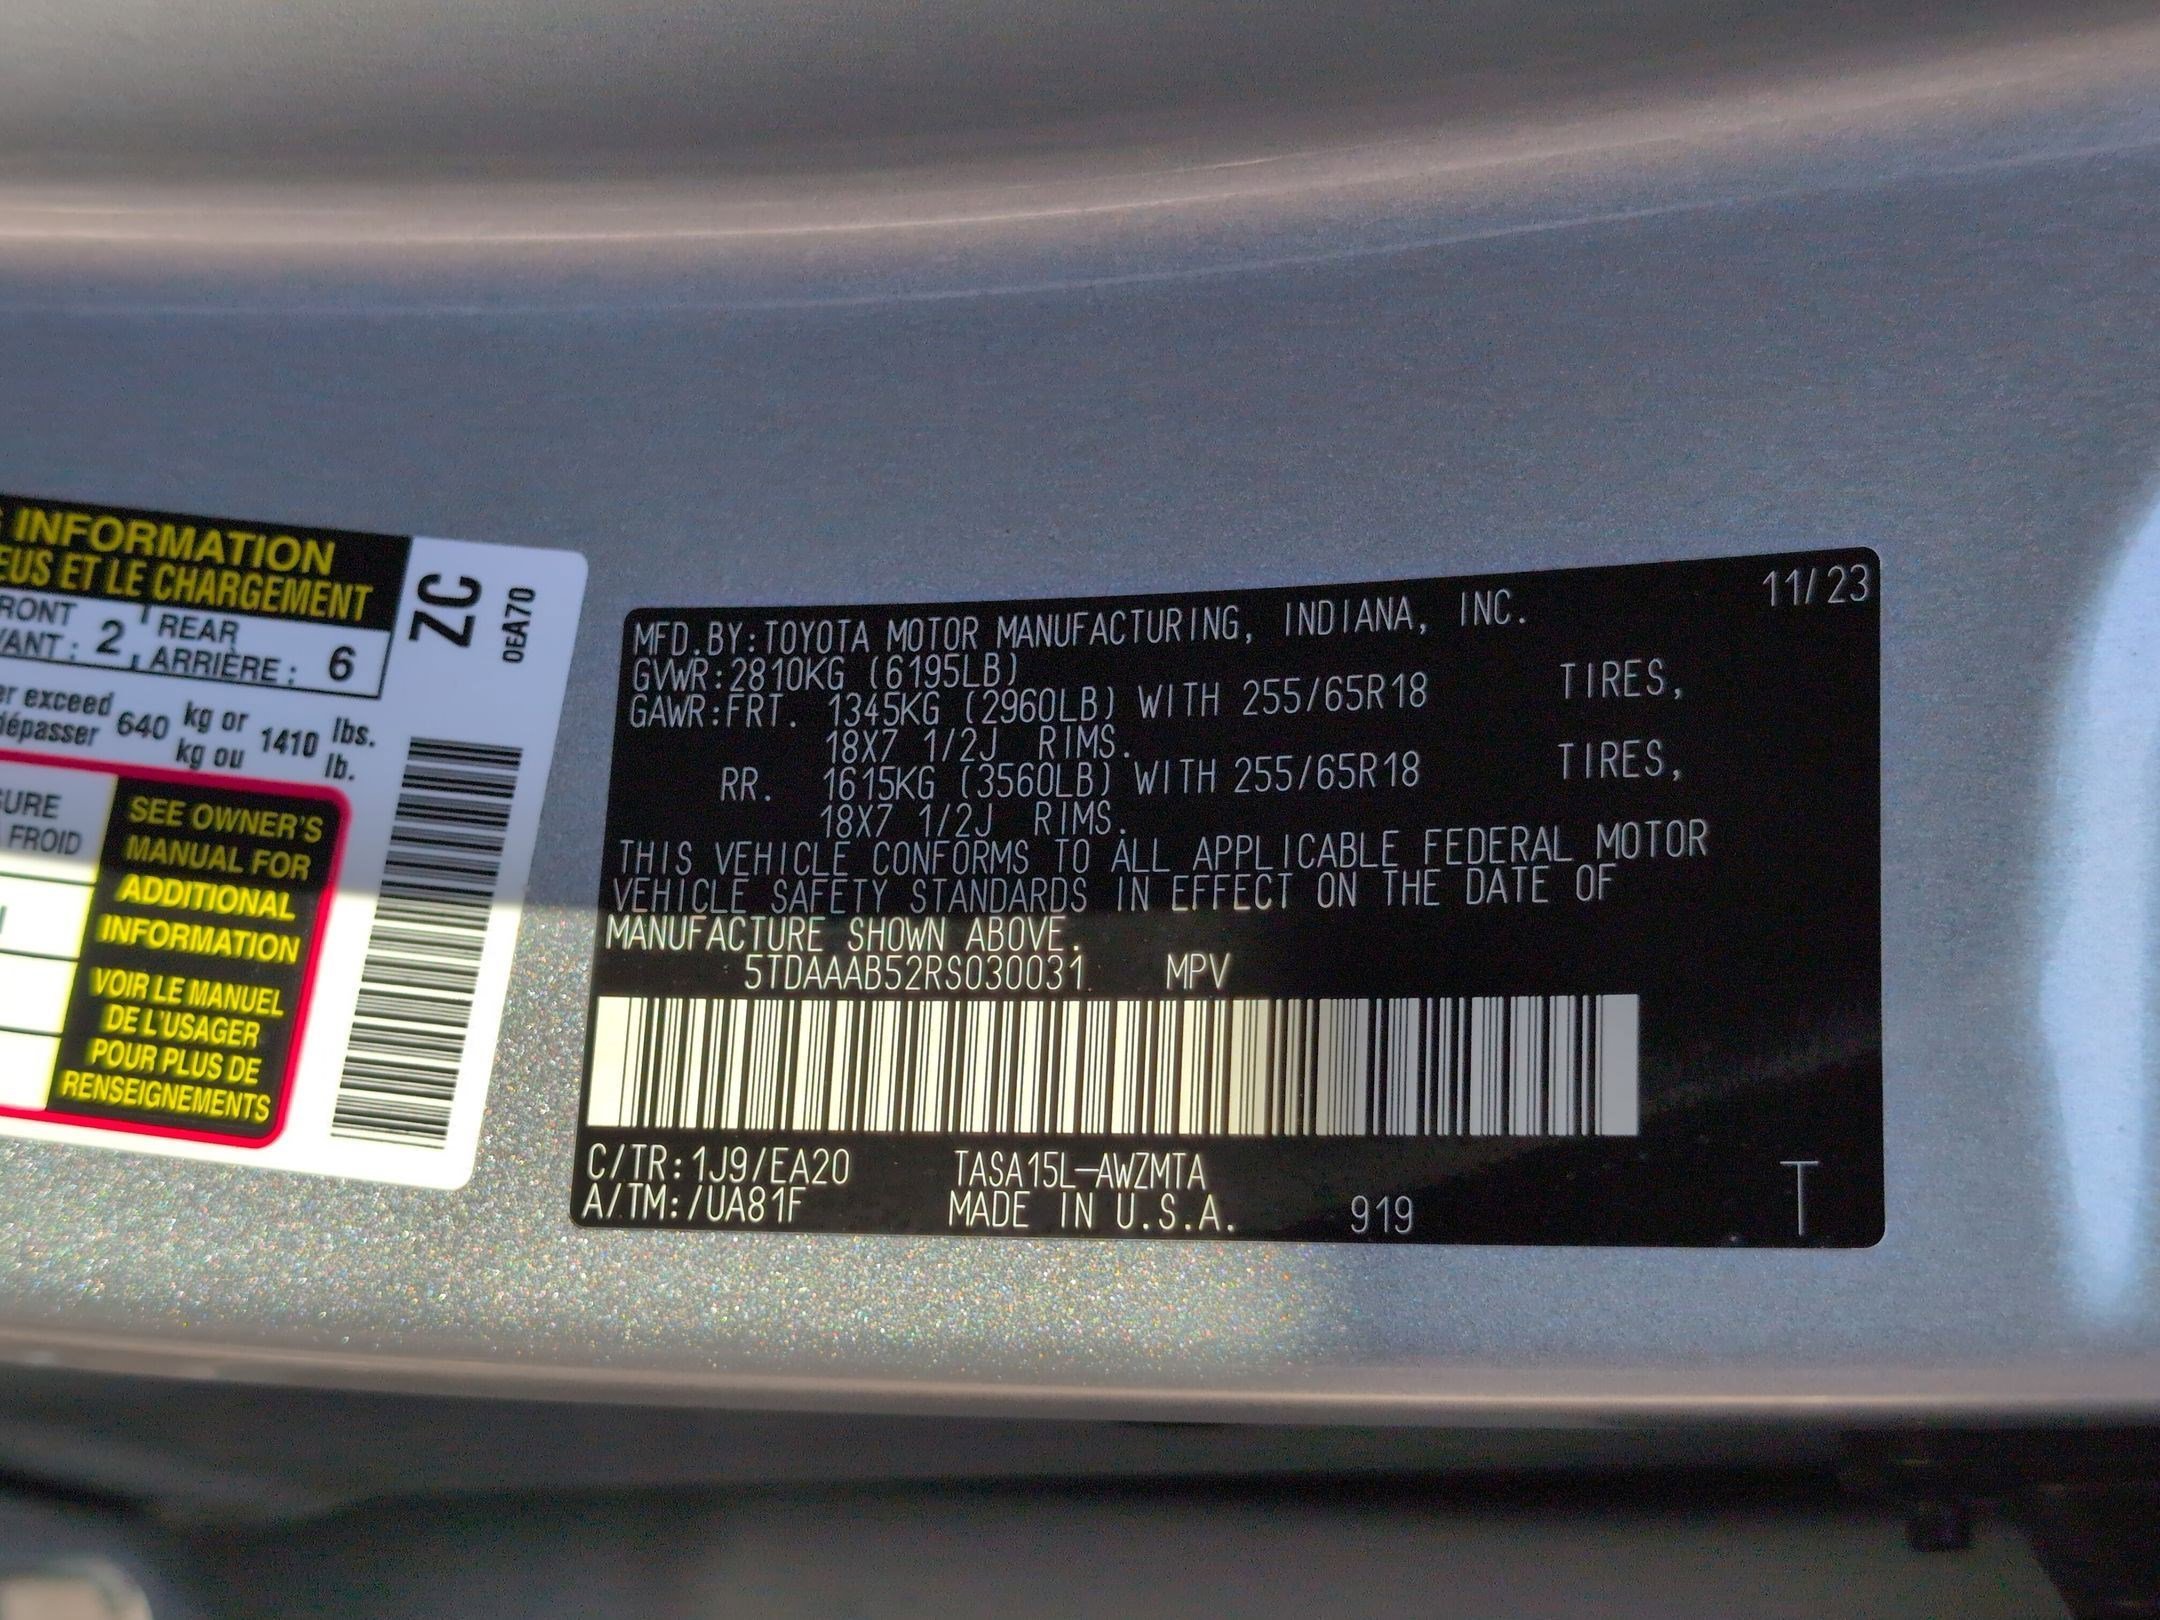 INFORMATION
EUS ET LE CHARGEMENT
RONT
VANT : 2
REAR
ARRIÈRE : 6
er exceed
dépasser 640 kg or
kg ou 1410 lbs.
lb.
SURE
FROID
SEE OWNER'S
MANUAL FOR
ADDITIONAL
INFORMATION
VOIR LE MANUEL
DE L'USAGER
POUR PLUS DE
RENSEIGNEMENTS
ZC
0EA70
MFD.BY:TOYOTA MOTOR MANUFACTURING, INDIANA, INC. 11/23
GVWR:2810KG (6195LB)
GAWR:FRT. 1345KG (2960LB) WITH 255/65R18 TIRES,
18X7 1/2J RIMS.
RR. 1615KG (3560LB) WITH 255/65R18 TIRES,
18X7 1/2J RIMS.
THIS VEHICLE CONFORMS TO ALL APPLICABLE FEDERAL MOTOR
VEHICLE SAFETY STANDARDS IN EFFECT ON THE DATE OF
MANUFACTURE SHOWN ABOVE.
5TDAAAB52RS030031 MPV
C/TR:1J9/EA20 TASA15L-AWZMTA
A/TM:/UA81F MADE IN U.S.A. 919 T